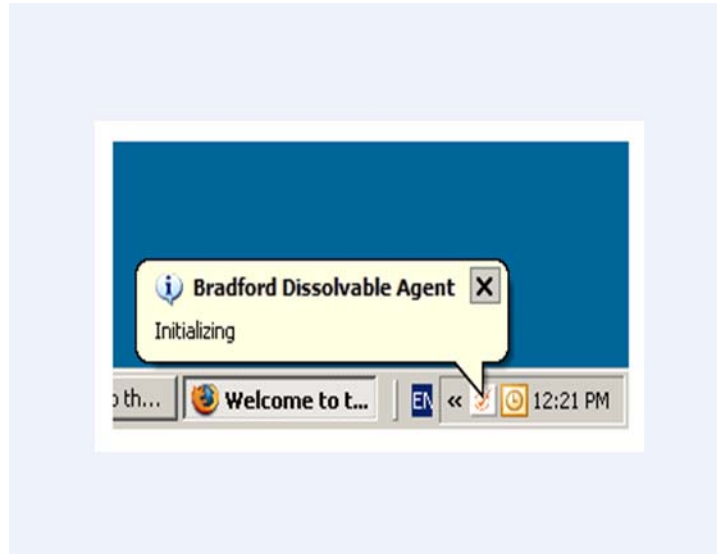 Bradford Dissolvable Agent
Initializing
o th...
Welcome to t...
EN
«
12:21 PM